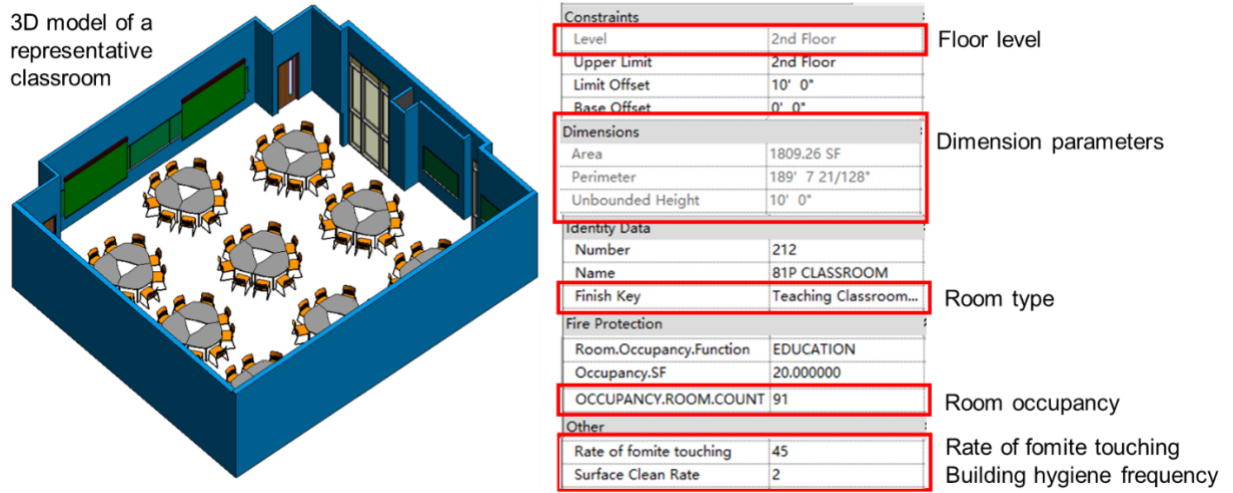 3D model of a
representative
classroom
Constraints
Level 2nd Floor
Upper Limit 2nd Floor
Limit Offset 10' 0"
Base Offset 0' 0"
Dimensions
Area 1809.26 SF
Perimeter 189' 7 21/128"
Unbounded Height 10' 0"
Identity Data
Number 212
Name 81P CLASSROOM
Finish Key Teaching Classroom...
Fire Protection
Room.Occupancy.Function EDUCATION
Occupancy.SF 20.000000
OCCUPANCY.ROOM.COUNT 91
Other
Rate of fomite touching 45
Surface Clean Rate 2
Floor level
Dimension parameters
Room type
Room occupancy
Rate of fomite touching
Building hygiene frequency